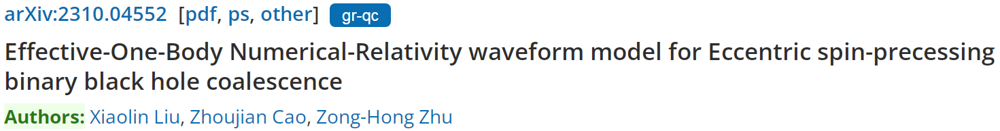 arXiv:2310.04552 [pdf, ps, other] gr-qc
Effective-One-Body Numerical-Relativity waveform model for Eccentric spin-precessing
binary black hole coalescence
Authors: Xiaolin Liu, Zhoujian Cao, Zong-Hong Zhu